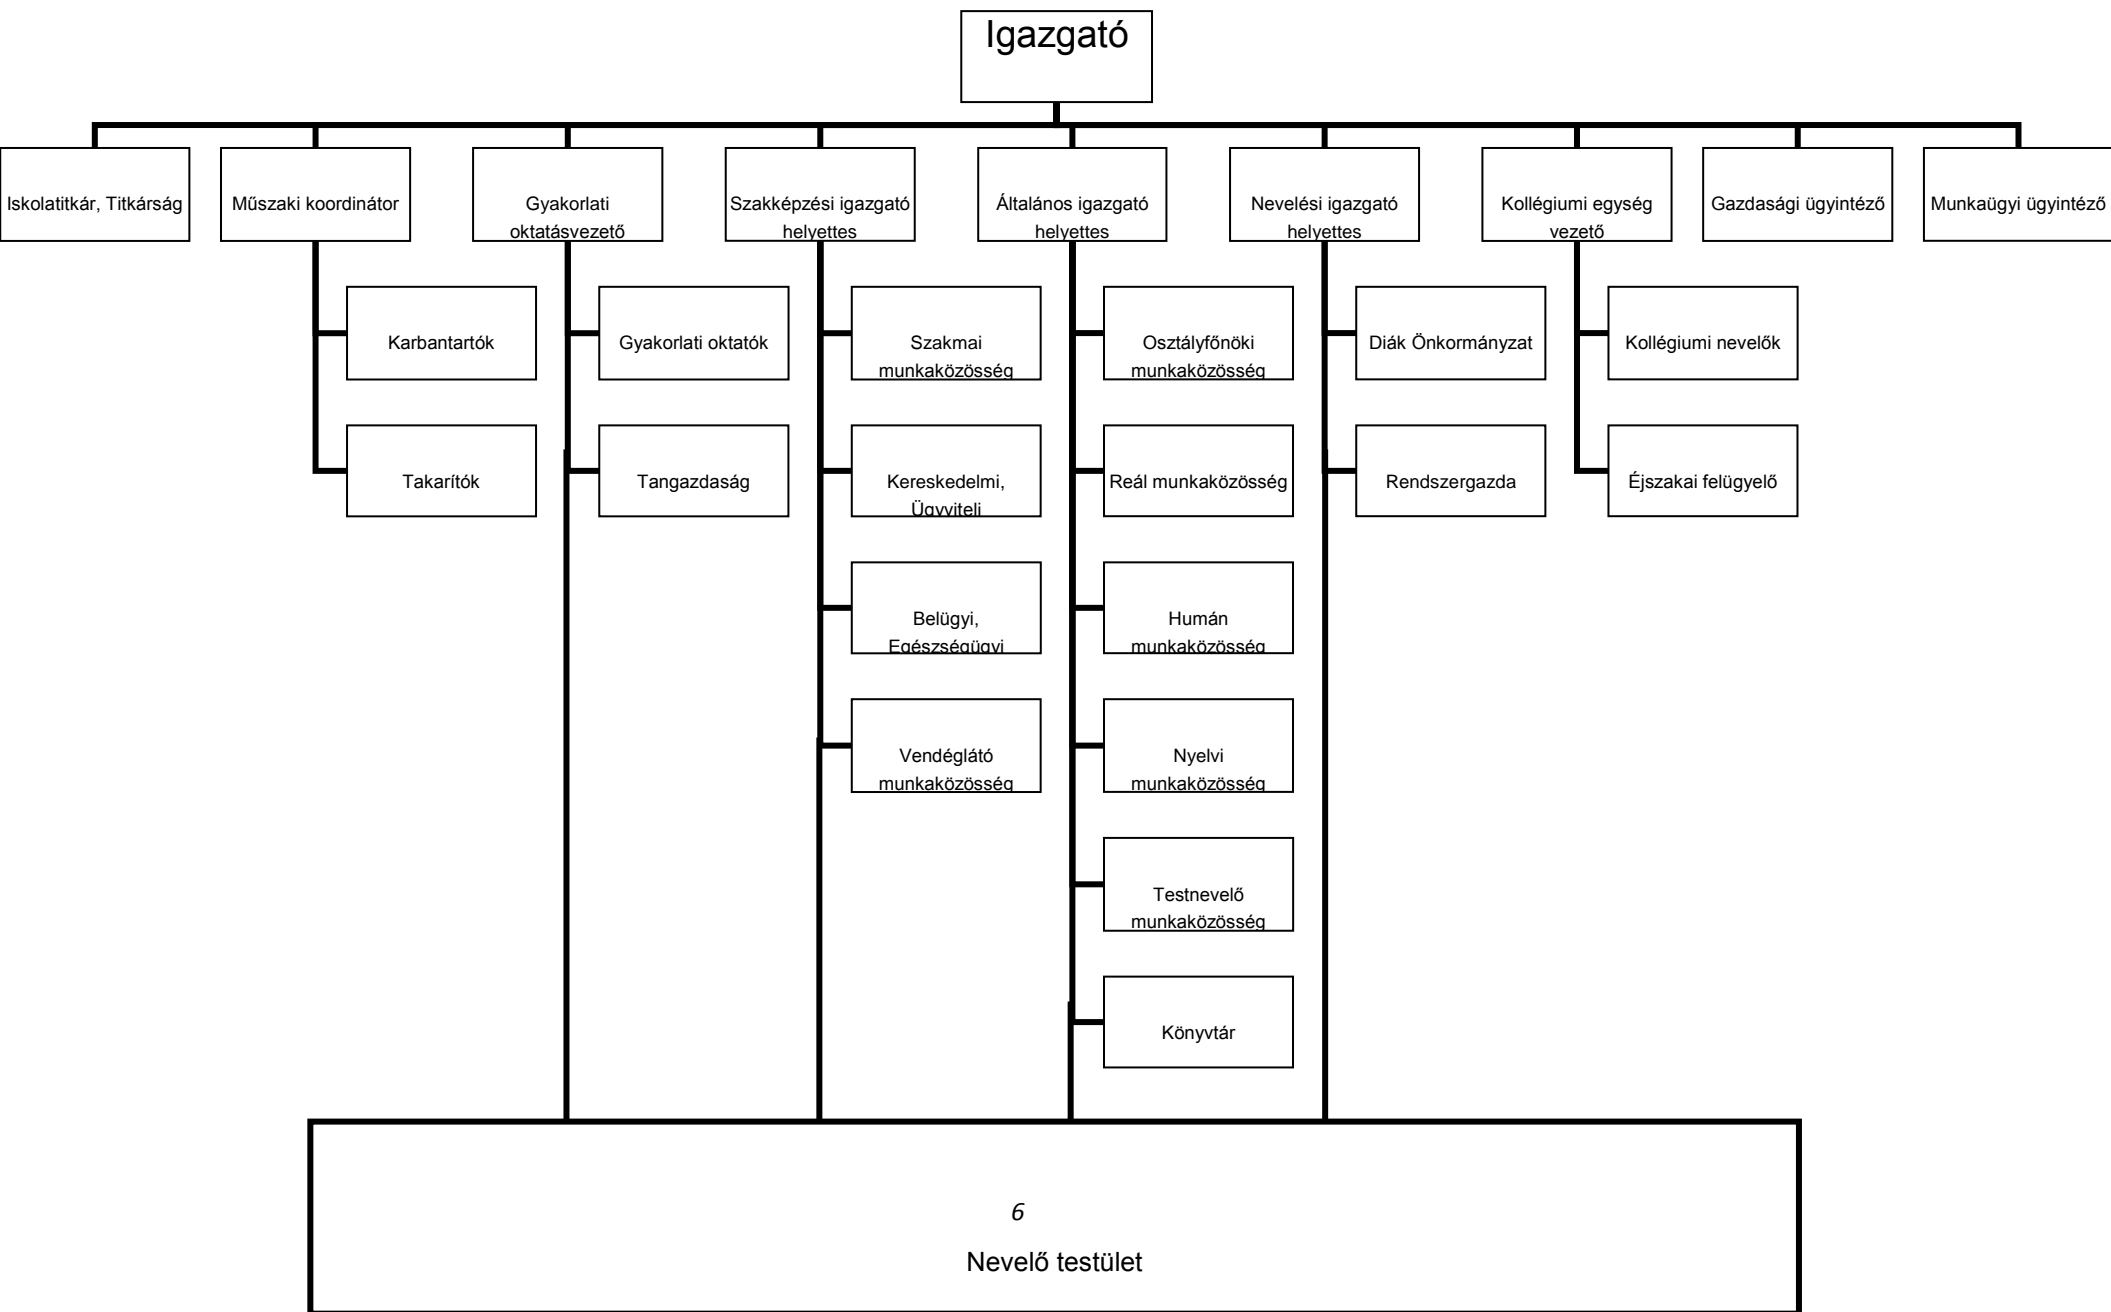 Igazgató
Iskolatitkár, Titkárság
Műszaki koordinátor
Gyakorlati
oktatásvezető
Szakképzési igazgató
helyettes
Általános igazgató
helyettes
Nevelési igazgató
helyettes
Kollégiumi egység
vezető
Gazdasági ügyintéző
Munkaügyi ügyintéző
Karbantartók
Gyakorlati oktatók
Szakmai
munkaközösség
Osztályfőnöki
munkaközösség
Diák Önkormányzat
Kollégiumi nevelők
Takarítók
Tangazdaság
Kereskedelmi,
Ügyviteli
Reál munkaközösség
Rendszergazda
Éjszakai felügyelő
Belügyi,
Egészségügyi
Humán
munkaközösség
Vendéglátó
munkaközösség
Nyelvi
munkaközösség
Testnevelő
munkaközösség
Könyvtár
6
Nevelő testület